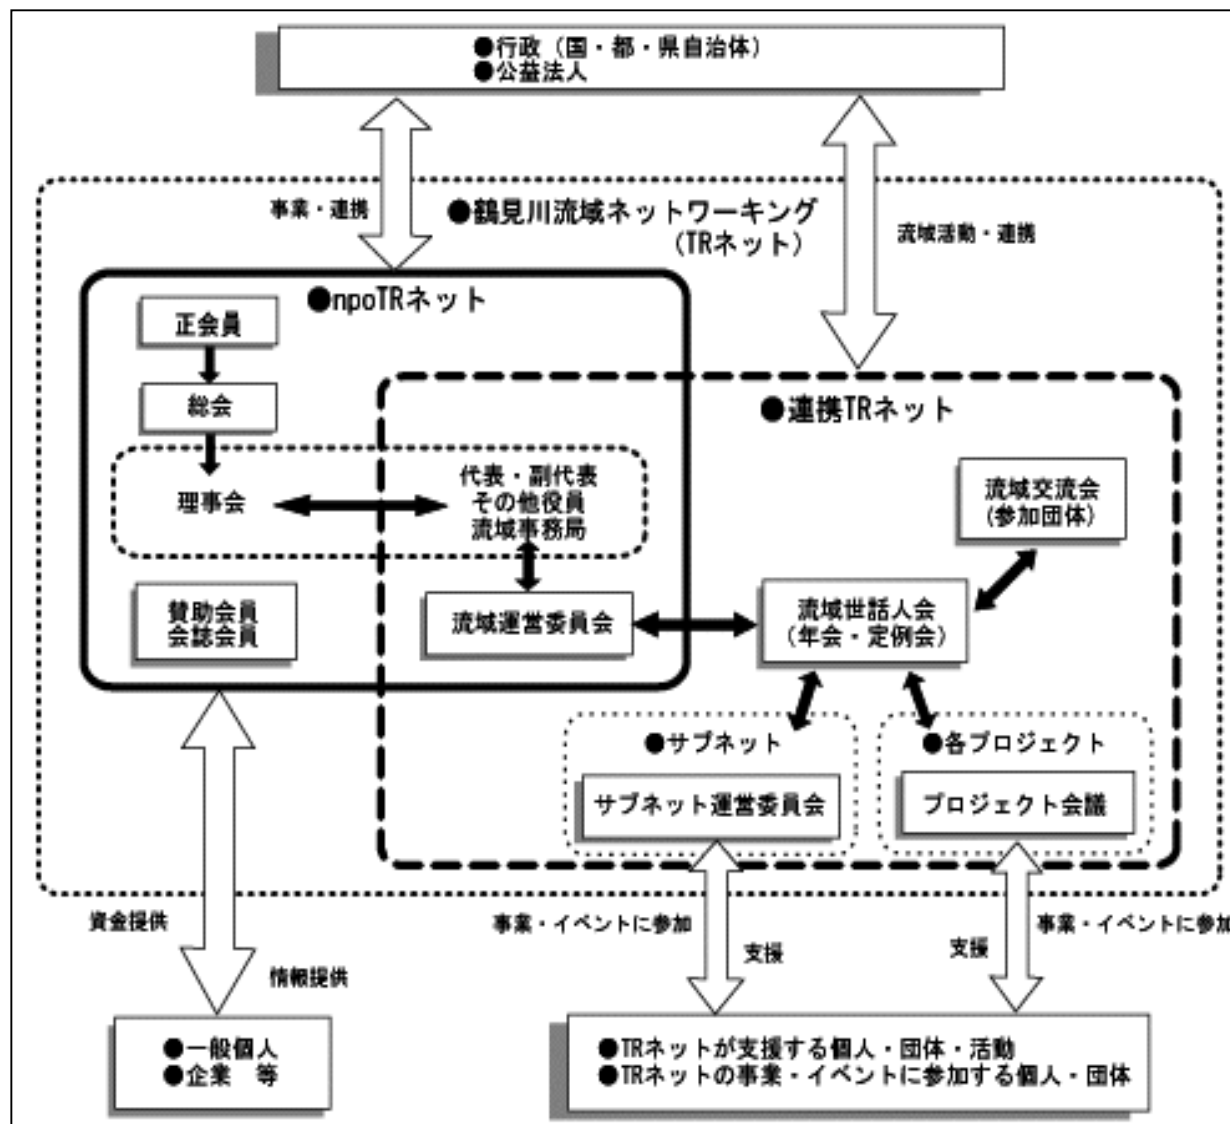 ●行政（国・都・県自治体）
●公益法人
事業・連携
●鶴見川流域ネットワーキング
（TRネット）
流域活動・連携
●npoTRネット
正会員
総会
理事会
代表・副代表
その他役員
流域事務局
賛助会員
会誌会員
流域運営委員会
●連携TRネット
流域交流会
（参加団体）
流域世話人会
（年会・定例会）
●サブネット
サブネット運営委員会
●各プロジェクト
プロジェクト会議
資金提供
情報提供
事業・イベントに参加
支援
支援
事業・イベントに参加
●一般個人
●企業　等
●TRネットが支援する個人・団体・活動
●TRネットの事業・イベントに参加する個人・団体